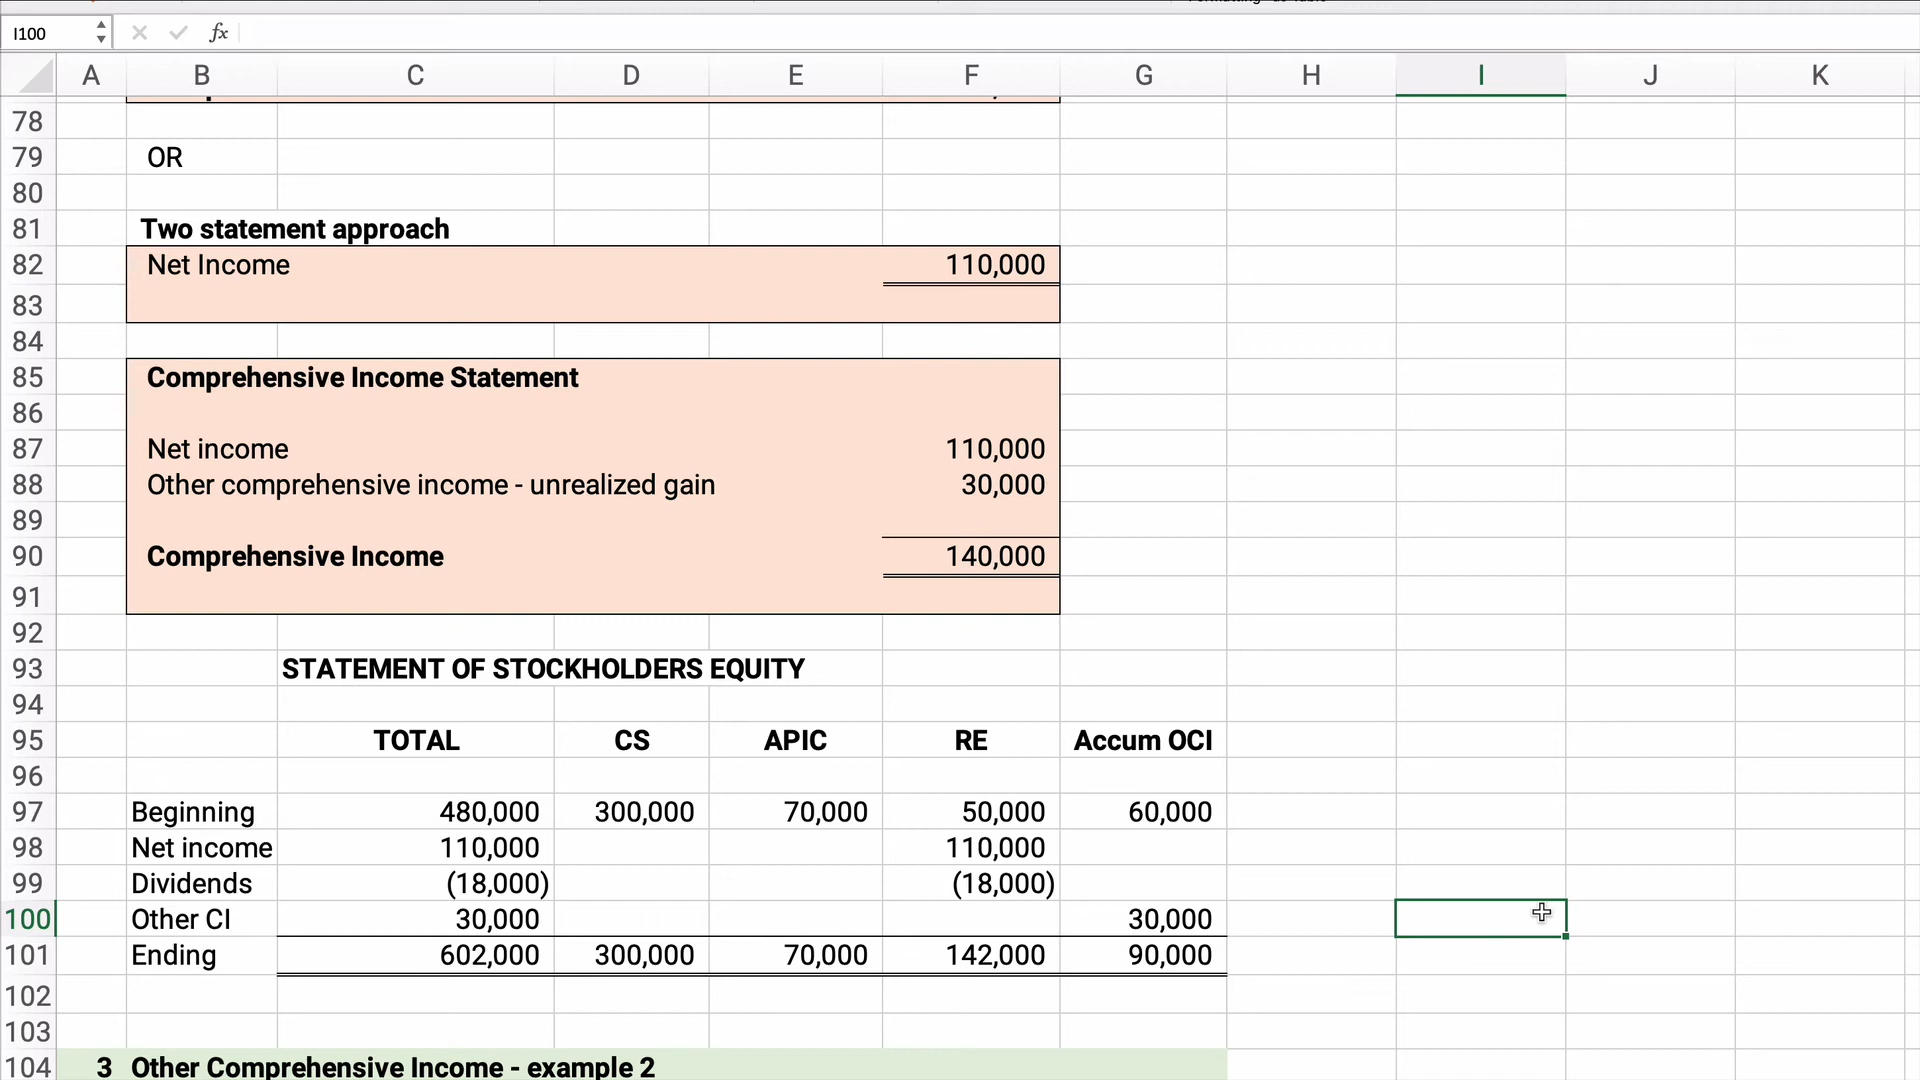 I100 fx
A B C D E F G H I J K
78
79 OR
80
81 Two statement approach
82 Net Income 110,000
83
84
85 Comprehensive Income Statement
86
87 Net income 110,000
88 Other comprehensive income - unrealized gain 30,000
89
90 Comprehensive Income 140,000
91
92
93 STATEMENT OF STOCKHOLDERS EQUITY
94
95 TOTAL CS APIC RE Accum OCI
96
97 Beginning 480,000 300,000 70,000 50,000 60,000
98 Net income 110,000 110,000
99 Dividends (18,000) (18,000)
100 Other CI 30,000 30,000
101 Ending 602,000 300,000 70,000 142,000 90,000
102
103
104 3 Other Comprehensive Income - example 2